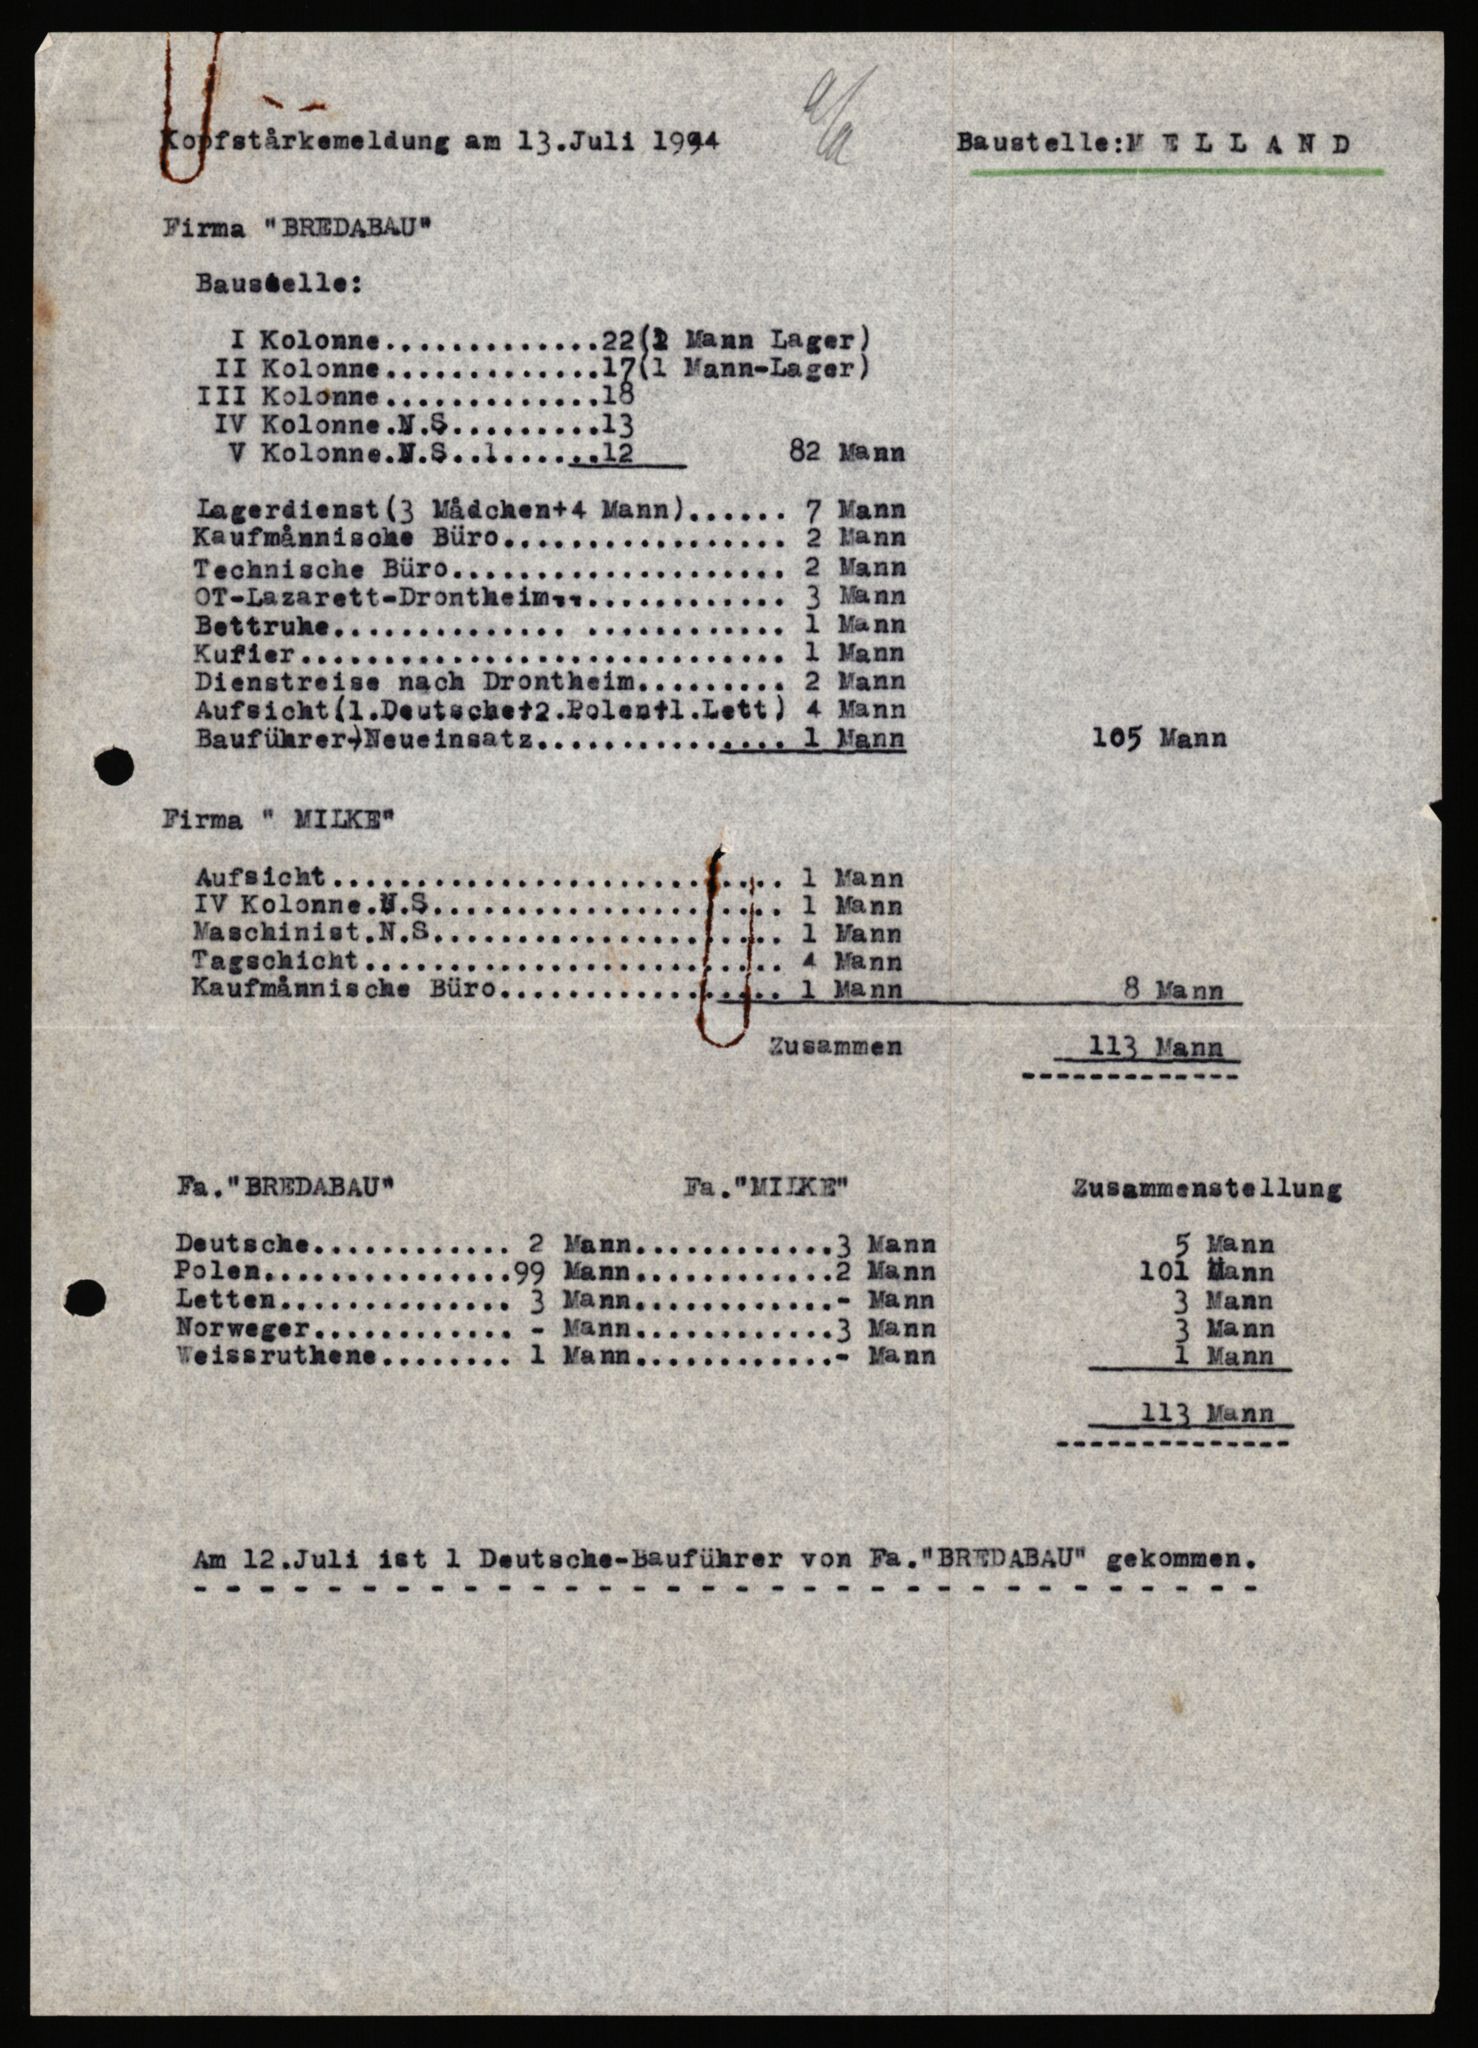 Kopfstårkemeldung am 13.Juli 1944 Baustelle:M E L L A N D
Firma "BREDABAU"
Baustelle:
I Kolonne.............22( Mann Lager)
II Kolonne.............17(1 Mann-Lager)
III Kolonne.............18
IV Kolonne.N.S.........13
V Kolonne.N.S..1......12 82 Mann
Lagerdienst(3 Mådchen+4 Mann)...... 7 Mann
Kaufmånnische Büro................. 2 Mann
Technische Büro.................... 2 Mann
OT-Lazarett-Drontheim.............. 3 Mann
Bettruhe.............. ............ 1 Mann
Kufier............................. 1 Mann
Dienstreise nach Drontheim......... 2 Mann
Aufsicht(1.Deutsche+2.Polen+1.Lett) 4 Mann
Bauführer-)Neueinsatz............... 1 Mann 105 Mann
Firma " MILKE"
Aufsicht........................... 1 Mann
IV Kolonne.N.S..................... 1 Mann
Maschinist.N.S..................... 1 Mann
Tagschicht......................... 4 Mann
Kaufmånnische Büro................. 1 Mann 8 Mann
Zusammen 113 Mann
Fa."BREDABAU" Fa."MILKE" Zusammenstellung
Deutsche............ 2 Mann............3 Mann 5 Mann
Polen...............99 Mann............2 Mann 101 Mann
Letten.............. 3 Mann............- Mann 3 Mann
Norweger............ - Mann............3 Mann 3 Mann
Weissruthene........ 1 Mann............- Mann 1 Mann
113 Mann
Am 12.Juli ist 1 Deutsche-Bauführer von Fa."BREDABAU" gekommen.